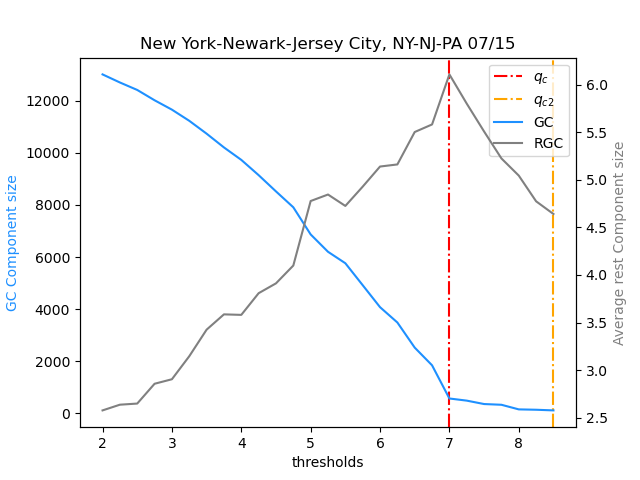 New York-Newark-Jersey City, NY-NJ-PA 07/15
GC Component size
12000
10000
8000
6000
4000
2000
0
2 3 4 5 6 7 8
thresholds
6.0
5.5
5.0
4.5
4.0
3.5
3.0
2.5
Average rest Component size
q_c
q_c2
GC
RGC